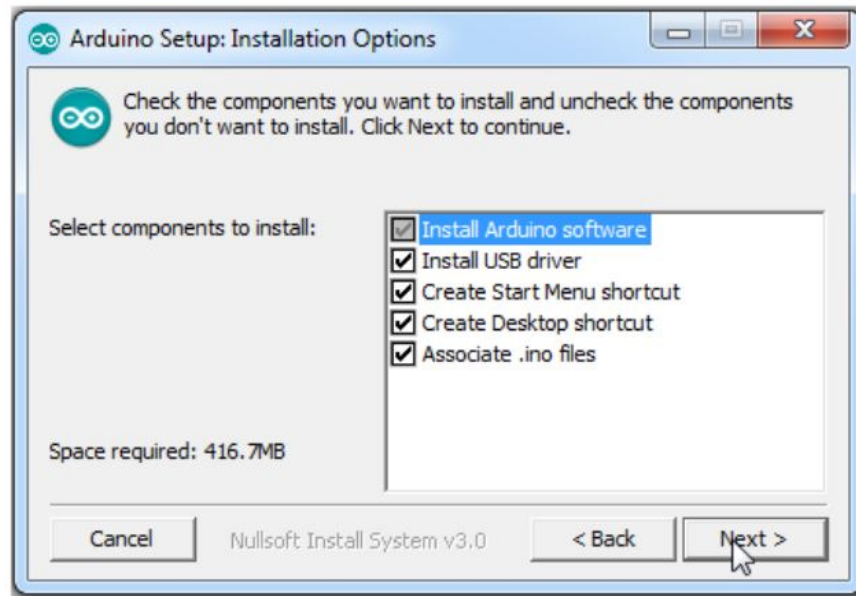 Arduino Setup: Installation Options
Check the components you want to install and uncheck the components
you don't want to install. Click Next to continue.
Select components to install:
Install Arduino software
Install USB driver
Create Start Menu shortcut
Create Desktop shortcut
Associate .ino files
Space required: 416.7MB
Cancel
Nullsoft Install System v3.0
< Back
Next >